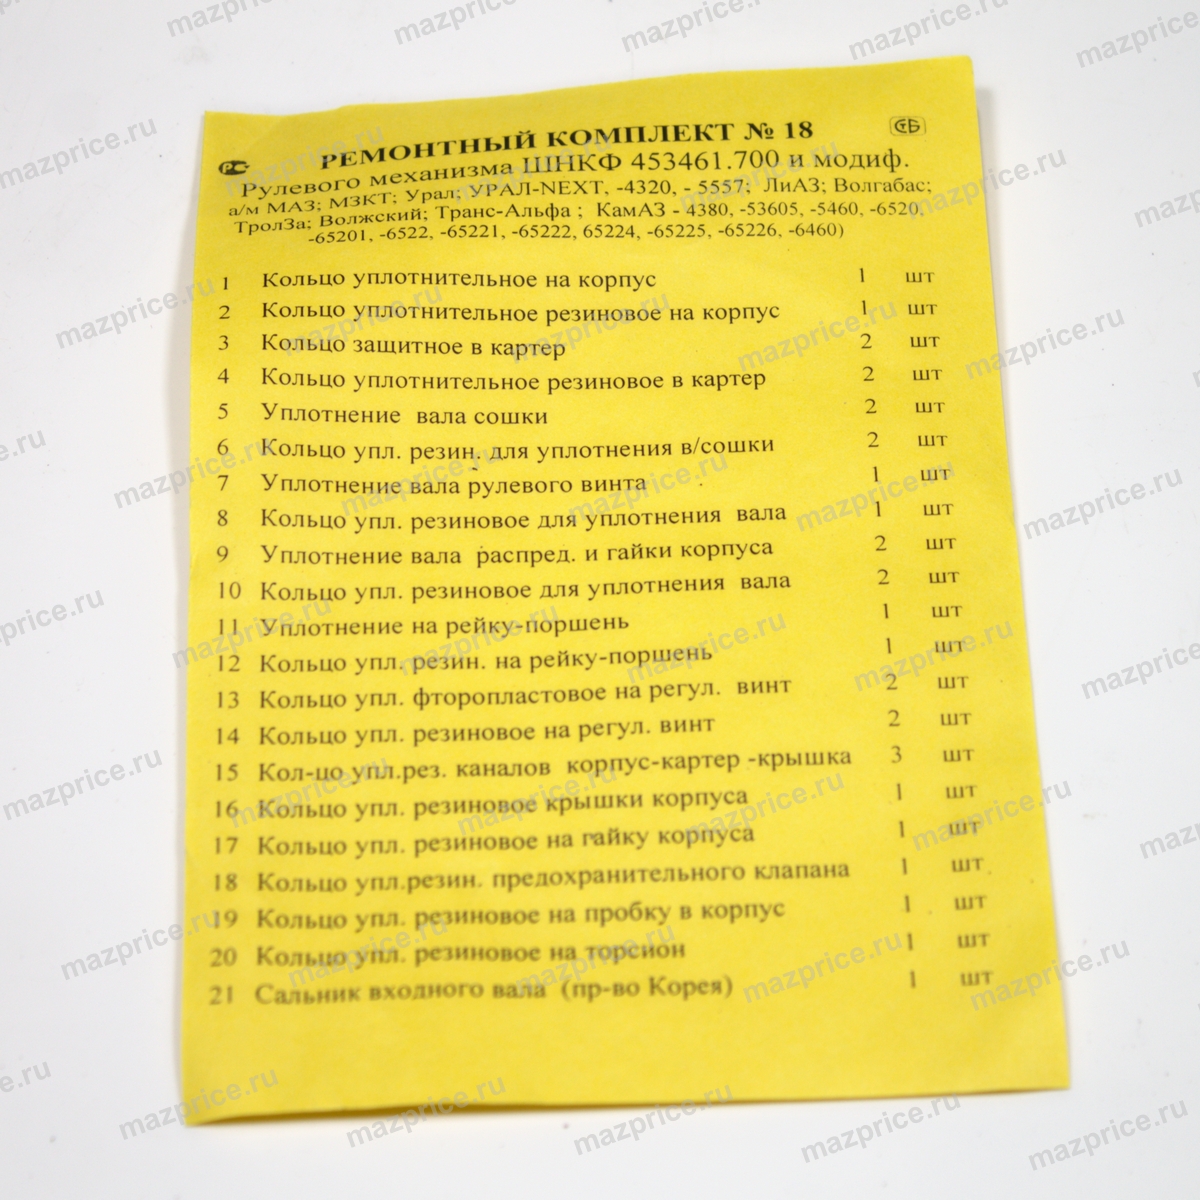 РЕМОНТНЫЙ КОМПЛЕКТ № 18
РС
СБ
Рулевого механизма ШНКФ 453461.700 и модиф.
а/м МАЗ; МЗКТ; Урал; УРАЛ-NEXT, -4320, - 5557; ЛиАЗ; Волгабас;
ТролЗа; Волжский; Транс-Альфа ; КамАЗ - 4380, -53605, -5460, -6520,
-65201, -6522, -65221, -65222, 65224, -65225, -65226, -6460)
1 Кольцо уплотнительное на корпус 1 шт
2 Кольцо уплотнительное резиновое на корпус 1 шт
3 Кольцо защитное в картер 2 шт
4 Кольцо уплотнительное резиновое в картер 2 шт
5 Уплотнение вала сошки 2 шт
6 Кольцо упл. резин. для уплотнения в/сошки 2 шт
7 Уплотнение вала рулевого винта 1 шт
8 Кольцо упл. резиновое для уплотнения вала 1 шт
9 Уплотнение вала распред. и гайки корпуса 2 шт
10 Кольцо упл. резиновое для уплотнения вала 2 шт
11 Уплотнение на рейку-поршень 1 шт
12 Кольцо упл. резин. на рейку-поршень 1 шт
13 Кольцо упл. фторопластовое на регул. винт 2 шт
14 Кольцо упл. резиновое на регул. винт 2 шт
15 Кол-цо упл.рез. каналов корпус-картер -крышка 3 шт
16 Кольцо упл. резиновое крышки корпуса 1 шт
17 Кольцо упл. резиновое на гайку корпуса 1 шт
18 Кольцо упл.резин. предохранительного клапана 1 шт
19 Кольцо упл. резиновое на пробку в корпус 1 шт
20 Кольцо упл. резиновое на торсион 1 шт
21 Сальник входного вала (пр-во Корея) 1 шт
mazprice.ru